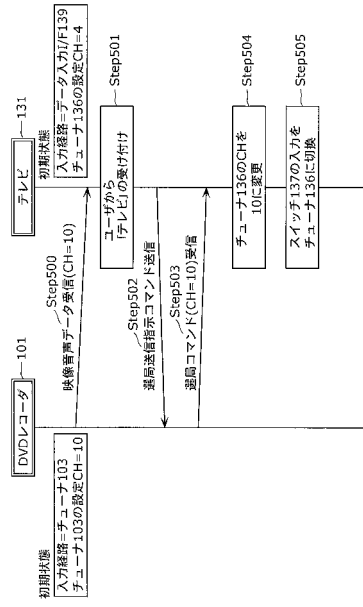 DVDレコーダ
101
テレビ
131
初期状態
入力経路=チューナ103
チューナ103の設定CH=10
初期状態
入力経路=データ入力I/F139
チューナ136の設定CH=4
Step500
映像音声データ受信(CH=10)
Step501
ユーザから
「テレビ」の受け付け
Step502
選局送信指示コマンド送信
Step503
選局コマンド(CH=10)受信
Step504
チューナ136のCHを
10に変更
Step505
スイッチ137の入力を
チューナ136に切換